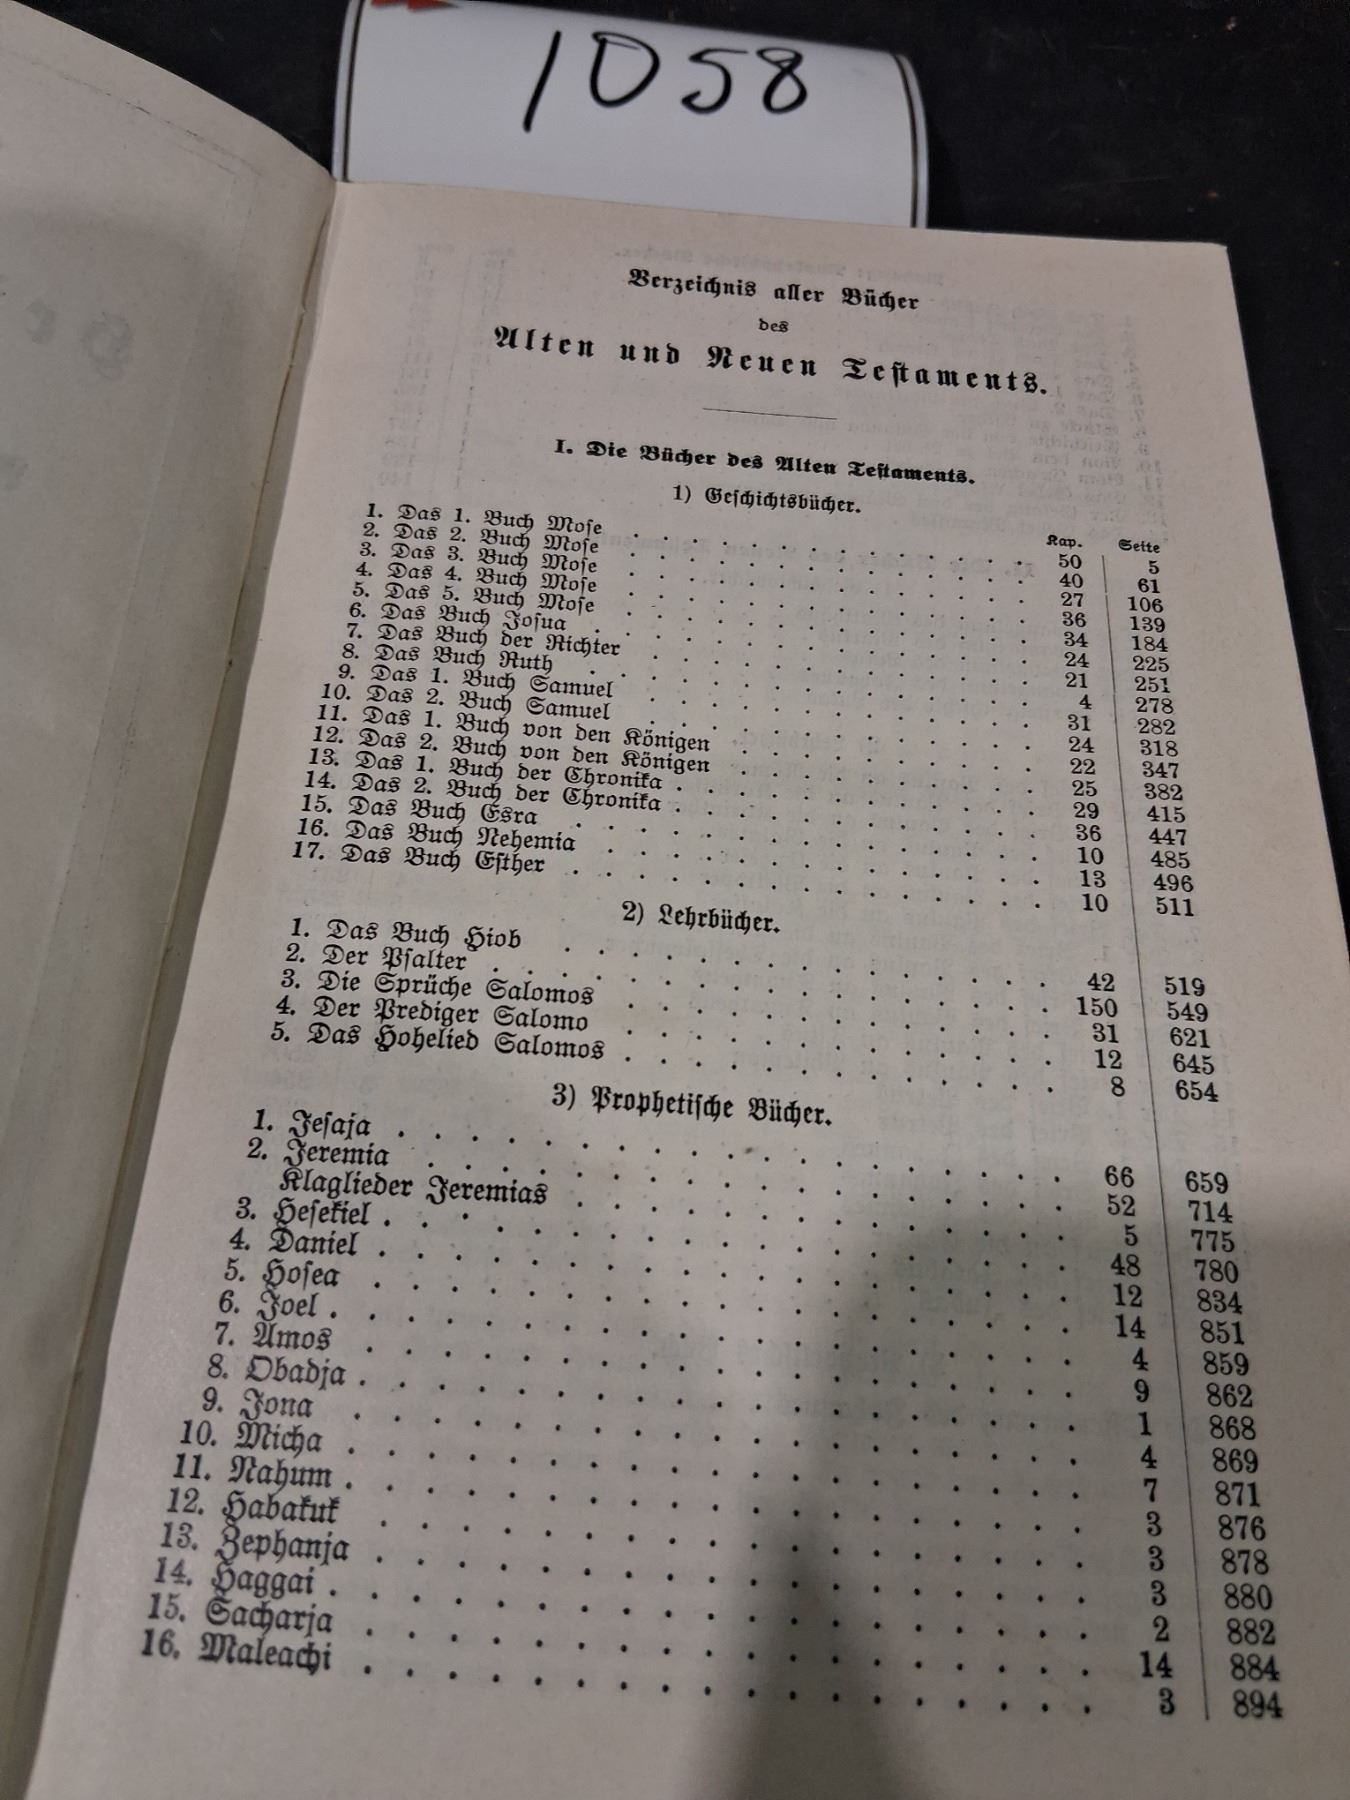 1058
Verzeichnis aller Bücher
des
Alten und Neuen Testaments.
I. Die Bücher des Alten Testaments.
1) Geschichtsbücher.
Kap. Seite
1. Das 1. Buch Mose 50 5
2. Das 2. Buch Mose 40 61
3. Das 3. Buch Mose 27 106
4. Das 4. Buch Mose 36 139
5. Das 5. Buch Mose 34 184
6. Das Buch Josua 24 225
7. Das Buch der Richter 21 251
8. Das Buch Ruth 4 278
9. Das 1. Buch Samuel 31 282
10. Das 2. Buch Samuel 24 318
11. Das 1. Buch von den Königen 22 347
12. Das 2. Buch von den Königen 25 382
13. Das 1. Buch der Chronika 29 415
14. Das 2. Buch der Chronika 36 447
15. Das Buch Esra 10 485
16. Das Buch Nehemia 13 496
17. Das Buch Esther 10 511
2) Lehrbücher.
1. Das Buch Hiob 42 519
2. Der Psalter 150 549
3. Die Sprüche Salomos 31 621
4. Der Prediger Salomo 12 645
5. Das Hohelied Salomos 8 654
3) Prophetische Bücher.
1. Jesaja 66 659
2. Jeremia 52 714
Klaglieder Jeremias 5 775
3. Hesekiel 48 780
4. Daniel 12 834
5. Hosea 14 851
6. Joel 4 859
7. Amos 9 862
8. Obadja 1 868
9. Jona 4 869
10. Micha 7 871
11. Nahum 3 876
12. Habakuk 3 878
13. Zephanja 3 880
14. Haggai 2 882
15. Sacharja 14 884
16. Maleachi 3 894